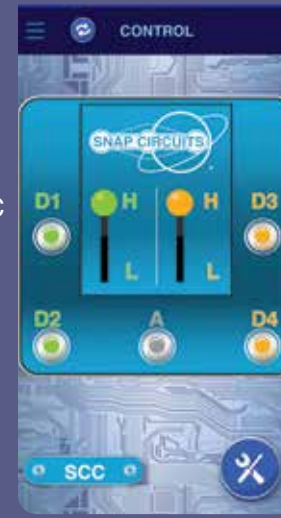 CONTROL
SNAP CIRCUITS
D1 H H D3
L L
D2 A D4
SCC
C